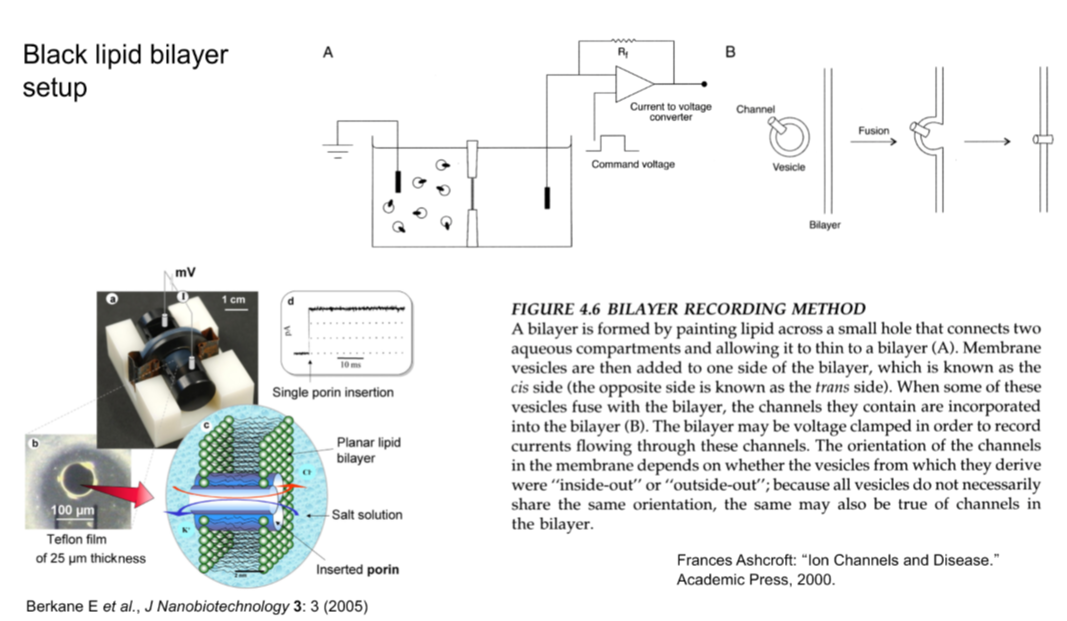 Black lipid bilayer
setup
A
Rf
Current to voltage
converter
Command voltage
B
Channel
Vesicle
Bilayer
Fusion
mV
a
I
1 cm
d
pA
10 ms
Single porin insertion
b
100 µm
Teflon film
of 25 µm thickness
c
Cl-
K+
2 nm
Planar lipid
bilayer
Salt solution
Inserted porin
Berkane E et al., J Nanobiotechnology 3: 3 (2005)
FIGURE 4.6 BILAYER RECORDING METHOD
A bilayer is formed by painting lipid across a small hole that connects two
aqueous compartments and allowing it to thin to a bilayer (A). Membrane
vesicles are then added to one side of the bilayer, which is known as the
cis side (the opposite side is known as the trans side). When some of these
vesicles fuse with the bilayer, the channels they contain are incorporated
into the bilayer (B). The bilayer may be voltage clamped in order to record
currents flowing through these channels. The orientation of the channels
in the membrane depends on whether the vesicles from which they derive
were "inside-out" or "outside-out"; because all vesicles do not necessarily
share the same orientation, the same may also be true of channels in
the bilayer.
Frances Ashcroft: “Ion Channels and Disease.”
Academic Press, 2000.